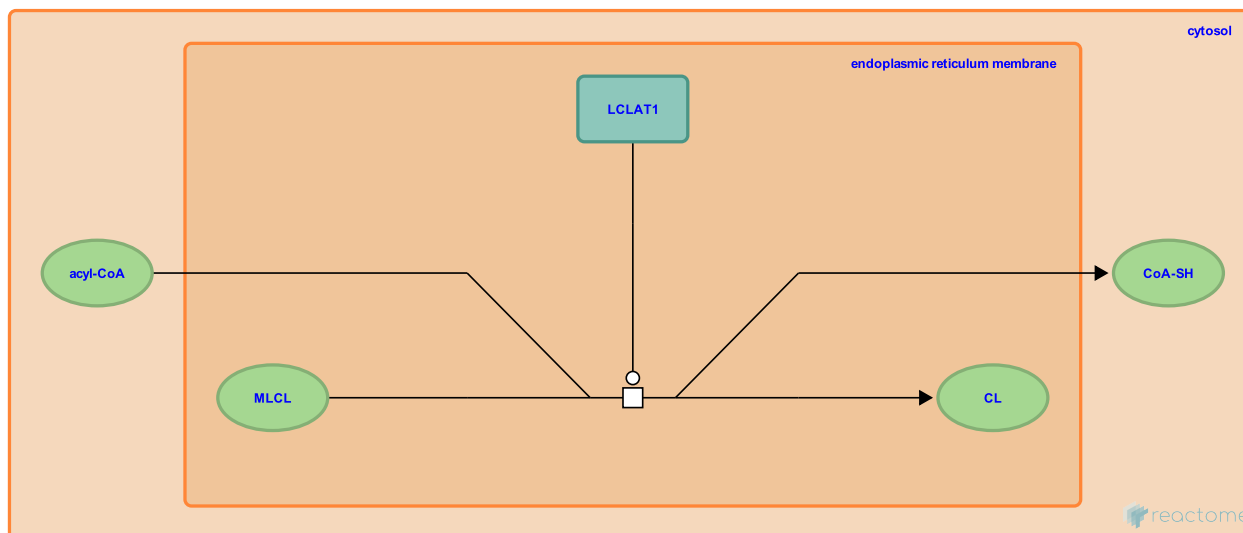 cytosol
endoplasmic reticulum membrane
LCLAT1
acyl-CoA
CoA-SH
MLCL
CL
reactome